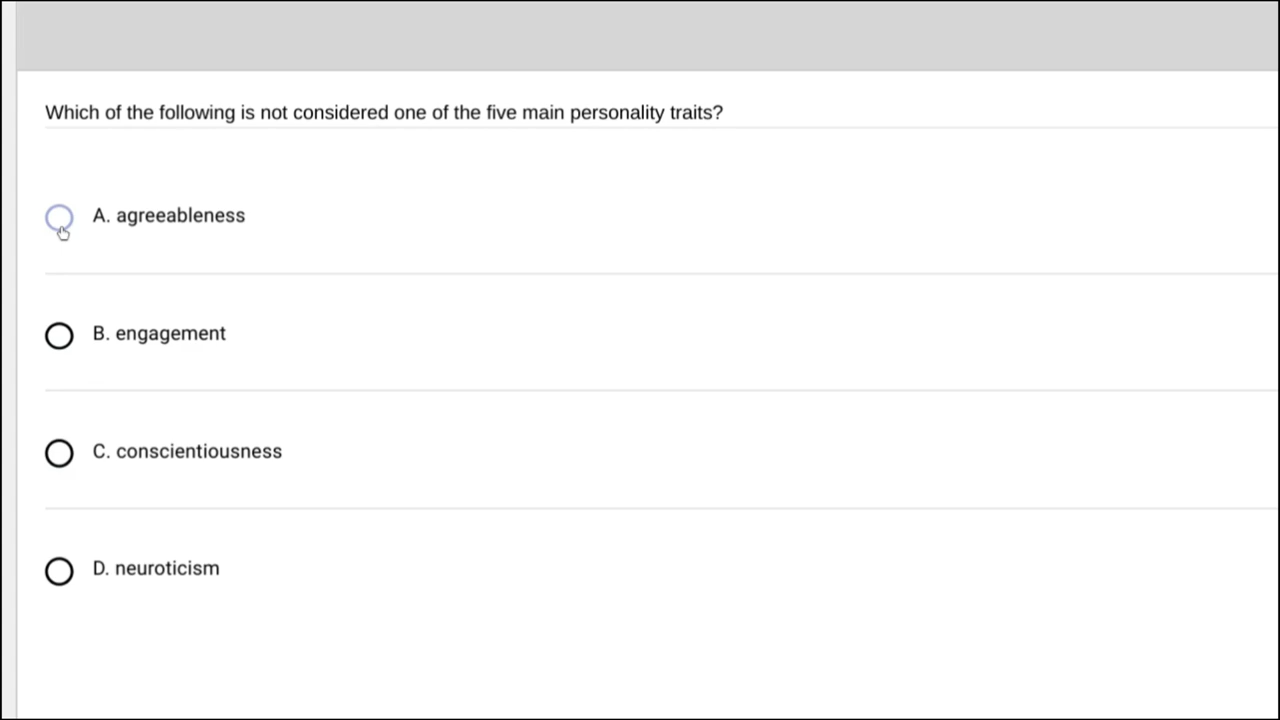 Which of the following is not considered one of the five main personality traits?
A. agreeableness
B. engagement
C. conscientiousness
D. neuroticism